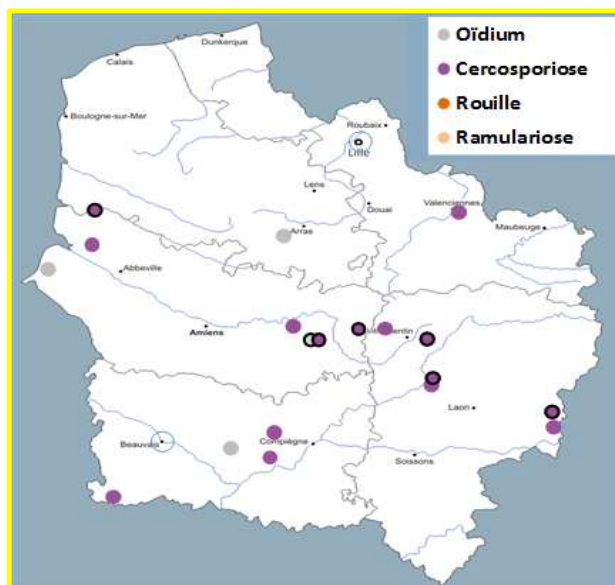 Oïdium
Cercosporiose
Rouille
Ramulariose
Dunkerque
Calais
Boulogne-sur-Mer
Roubaix
Lille
Lens
Douai
Valenciennes
Arras
Maubeuge
Abbeville
Amiens
Laon
Beauvais
Compiègne
Soissons